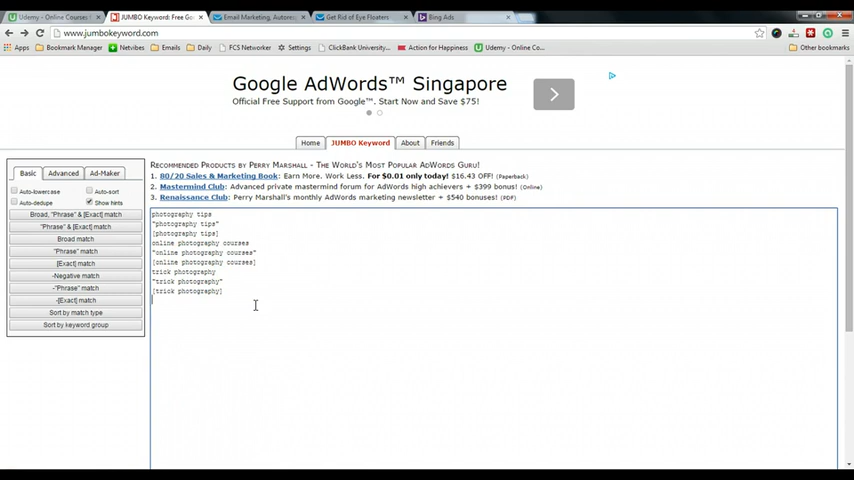 Udemy - Online Courses
JUMBO Keyword: Free Go
Email Marketing, Autores
Get Rid of Eye Floaters
Bing Ads
www.jumbokeyword.com
Apps
Bookmark Manager
Netvibes
Emails
Daily
FCS Networker
Settings
ClickBank University...
Action for Happiness
Udemy - Online Co...
Other bookmarks
Google AdWords™ Singapore
Official Free Support from Google™. Start Now and Save $75!
Home
JUMBO Keyword
About
Friends
Basic
Advanced
Ad-Maker
Auto-lowercase
Auto-sort
Auto-dedupe
Show hints
Broad, "Phrase" & [Exact] match
"Phrase" & [Exact] match
Broad match
"Phrase" match
[Exact] match
-Negative match
-"Phrase" match
-[Exact] match
Sort by match type
Sort by keyword group
Recommended Products by Perry Marshall - The World's Most Popular AdWords Guru!
1. 80/20 Sales & Marketing Book: Earn More. Work Less. For $0.01 only today! $16.43 OFF! (Paperback)
2. Mastermind Club: Advanced private mastermind forum for AdWords high achievers + $399 bonus! (Online)
3. Renaissance Club: Perry Marshall's monthly AdWords marketing newsletter + $540 bonuses! (PDF)
photography tips
"photography tips"
[photography tips]
online photography courses
"online photography courses"
[online photography courses]
trick photography
"trick photography"
[trick photography]